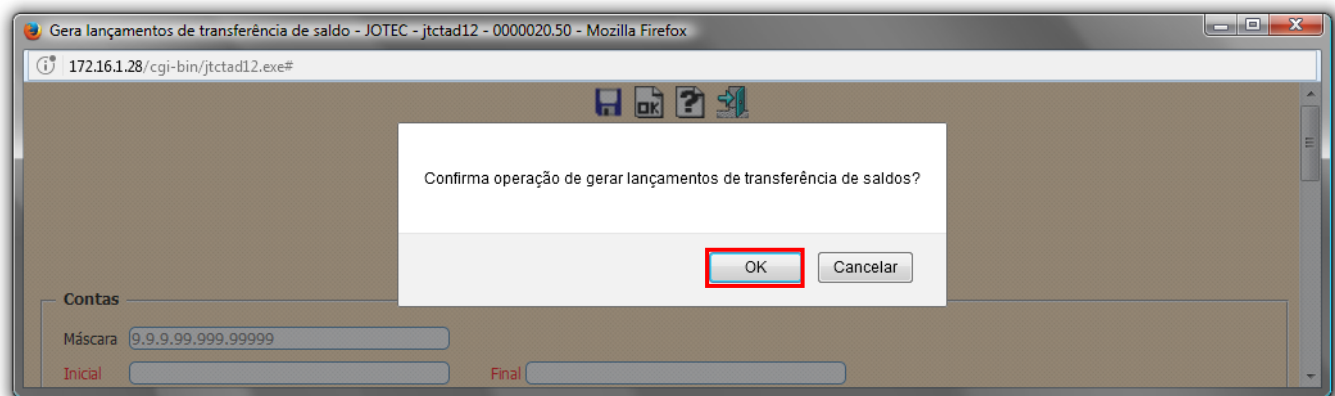 Gera lançamentos de transferência de saldo - JOTEC - jtctad12 - 0000020.50 - Mozilla Firefox
172.16.1.28/cgi-bin/jtctad12.exe#
OK
Confirma operação de gerar lançamentos de transferência de saldos?
OK Cancelar
Contas
Máscara 9.9.9.99.999.99999
Inicial Final